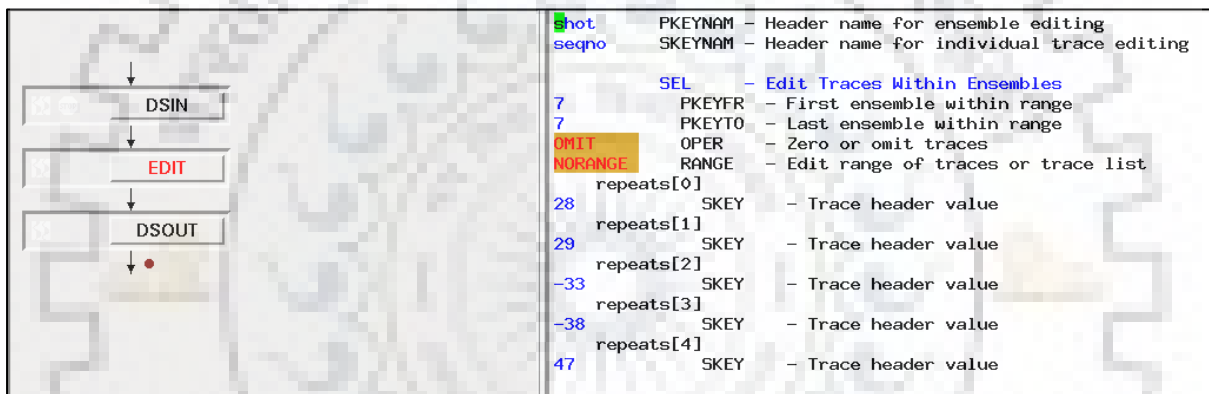 DSIN
EDIT
DSOUT
shot PKEYNAM – Header name for ensemble editing
seqno SKEYNAM – Header name for individual trace editing
SEL – Edit Traces Within Ensembles
7 PKEYFR – First ensemble within range
7 PKEYTO – Last ensemble within range
OMIT OPER – Zero or omit traces
NORANGE RANGE – Edit range of traces or trace list
repeats[0]
28 SKEY – Trace header value
repeats[1]
29 SKEY – Trace header value
repeats[2]
-33 SKEY – Trace header value
repeats[3]
-38 SKEY – Trace header value
repeats[4]
47 SKEY – Trace header value